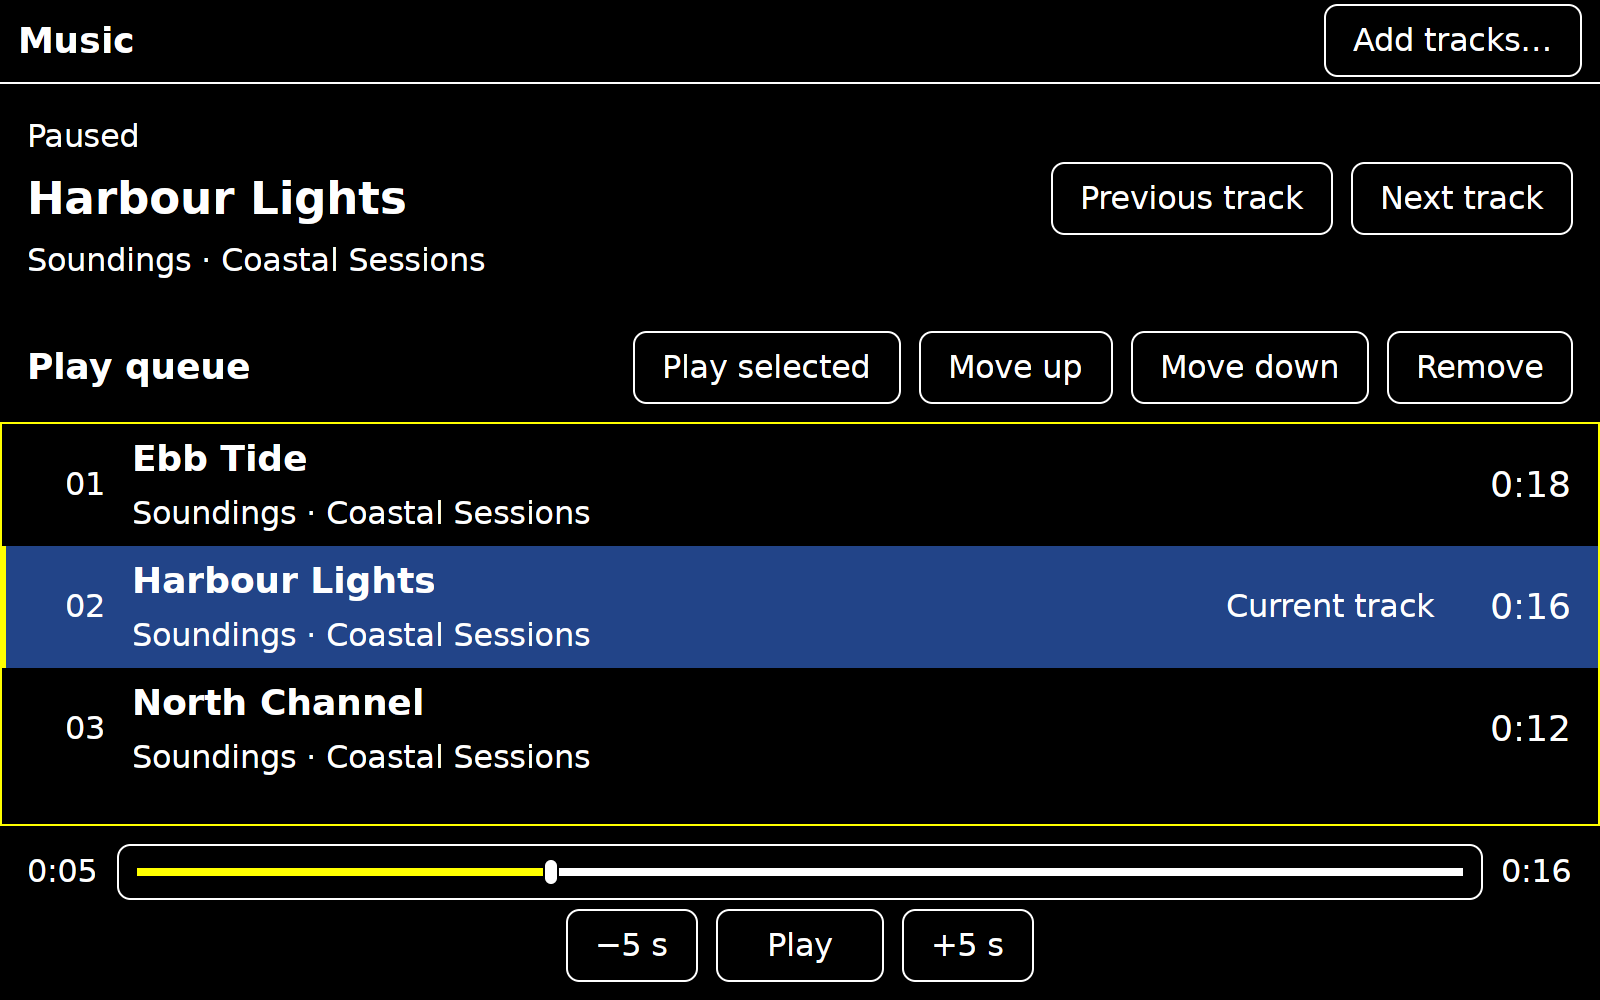 Music
Add tracks...
Paused
Harbour Lights
Soundings · Coastal Sessions
Previous track
Next track
Play queue
Play selected
Move up
Move down
Remove
01
Ebb Tide
Soundings · Coastal Sessions
0:18
02
Harbour Lights
Soundings · Coastal Sessions
Current track
0:16
03
North Channel
Soundings · Coastal Sessions
0:12
0:05
0:16
−5 s
Play
+5 s